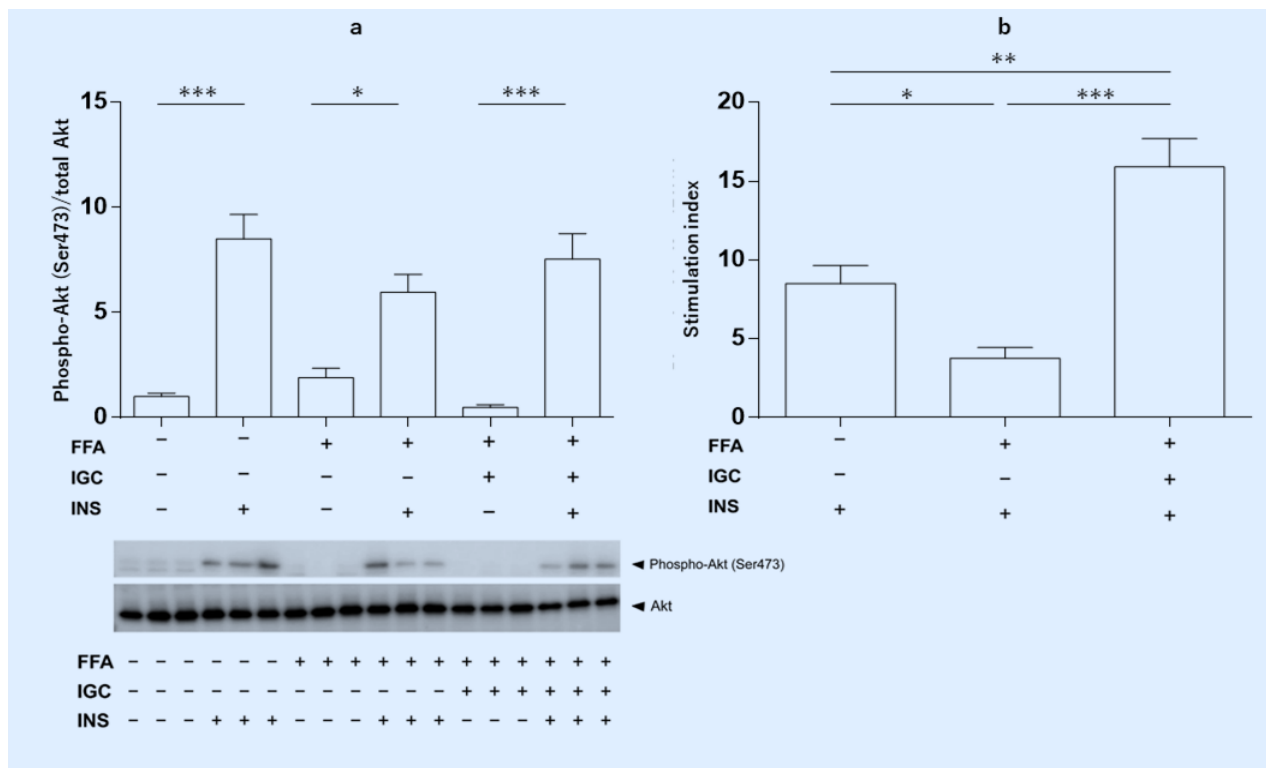 a
b
***
*
***
**
*
***
Phospho-Akt (Ser473)/total Akt
15
10
5
0
FFA – – + + + +
IGC – – – – + +
INS – + – + – +
Stimulation index
20
15
10
5
0
FFA – + +
IGC – – +
INS + + +
Phospho-Akt (Ser473)
Akt
FFA – – – – – – + + + + + + + + + + + +
IGC – – – – – – – – – – – – + + + + + +
INS – – – + + + – – – + + + – – – + + +